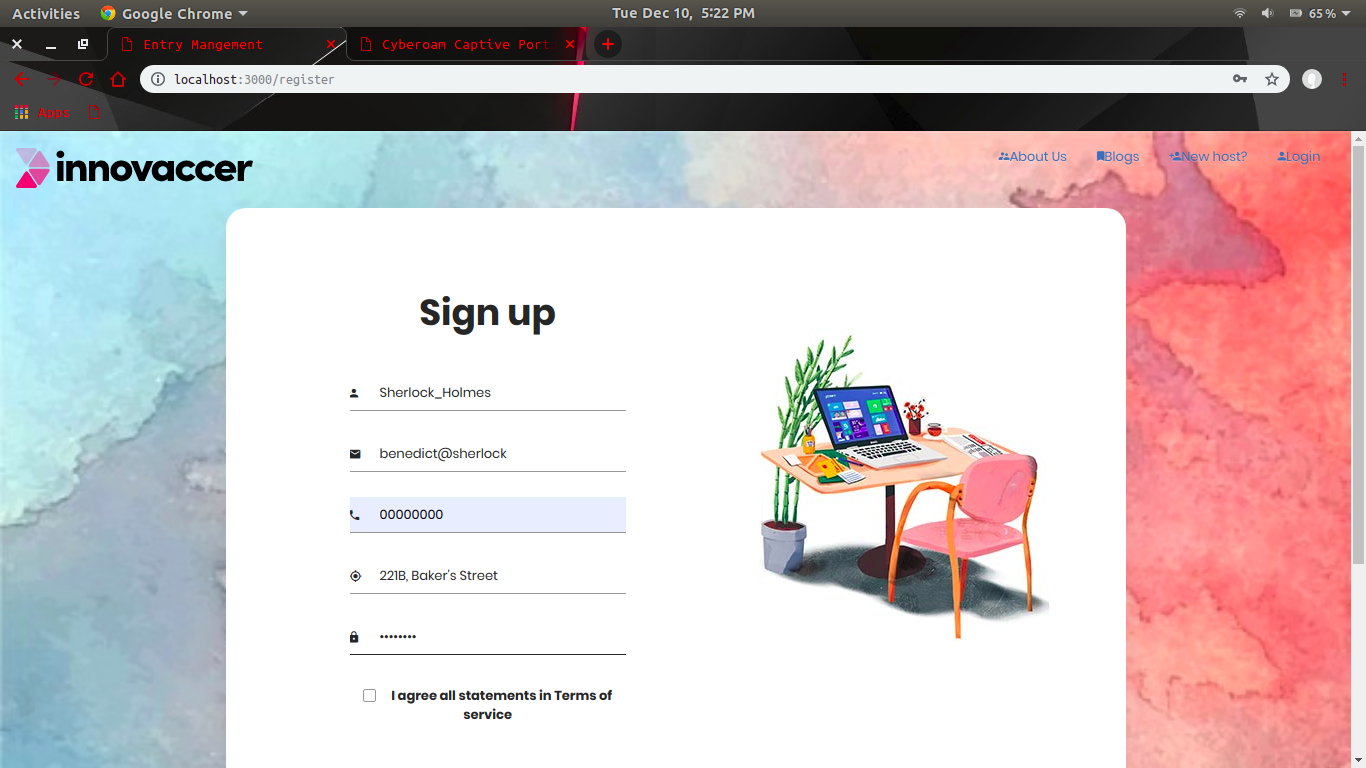 Activities Google Chrome Tue Dec 10, 5:22 PM 65%
Entry Mangement Cyberoam Captive Port
localhost:3000/register
Apps
innovaccer About Us Blogs New host? Login
Sign up
Sherlock_Holmes
benedict@sherlock
00000000
221B, Baker's Street
••••••••
I agree all statements in Terms of
service